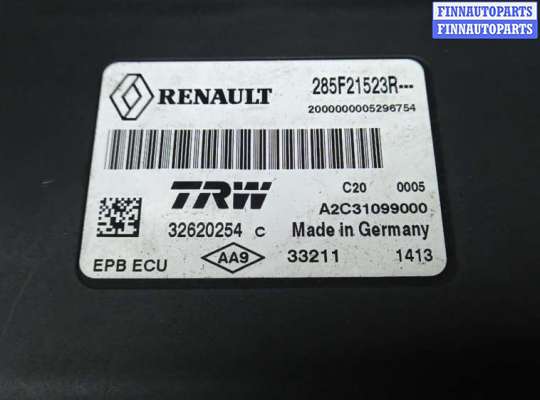 FINNAUTOPARTS
FINNAUTOPARTS
RENAULT
285F21523R---
2000000005296754
TRW
C20 0005
A2C31099000
32620254 C
Made in Germany
EPB ECU
AA9
33211
1413